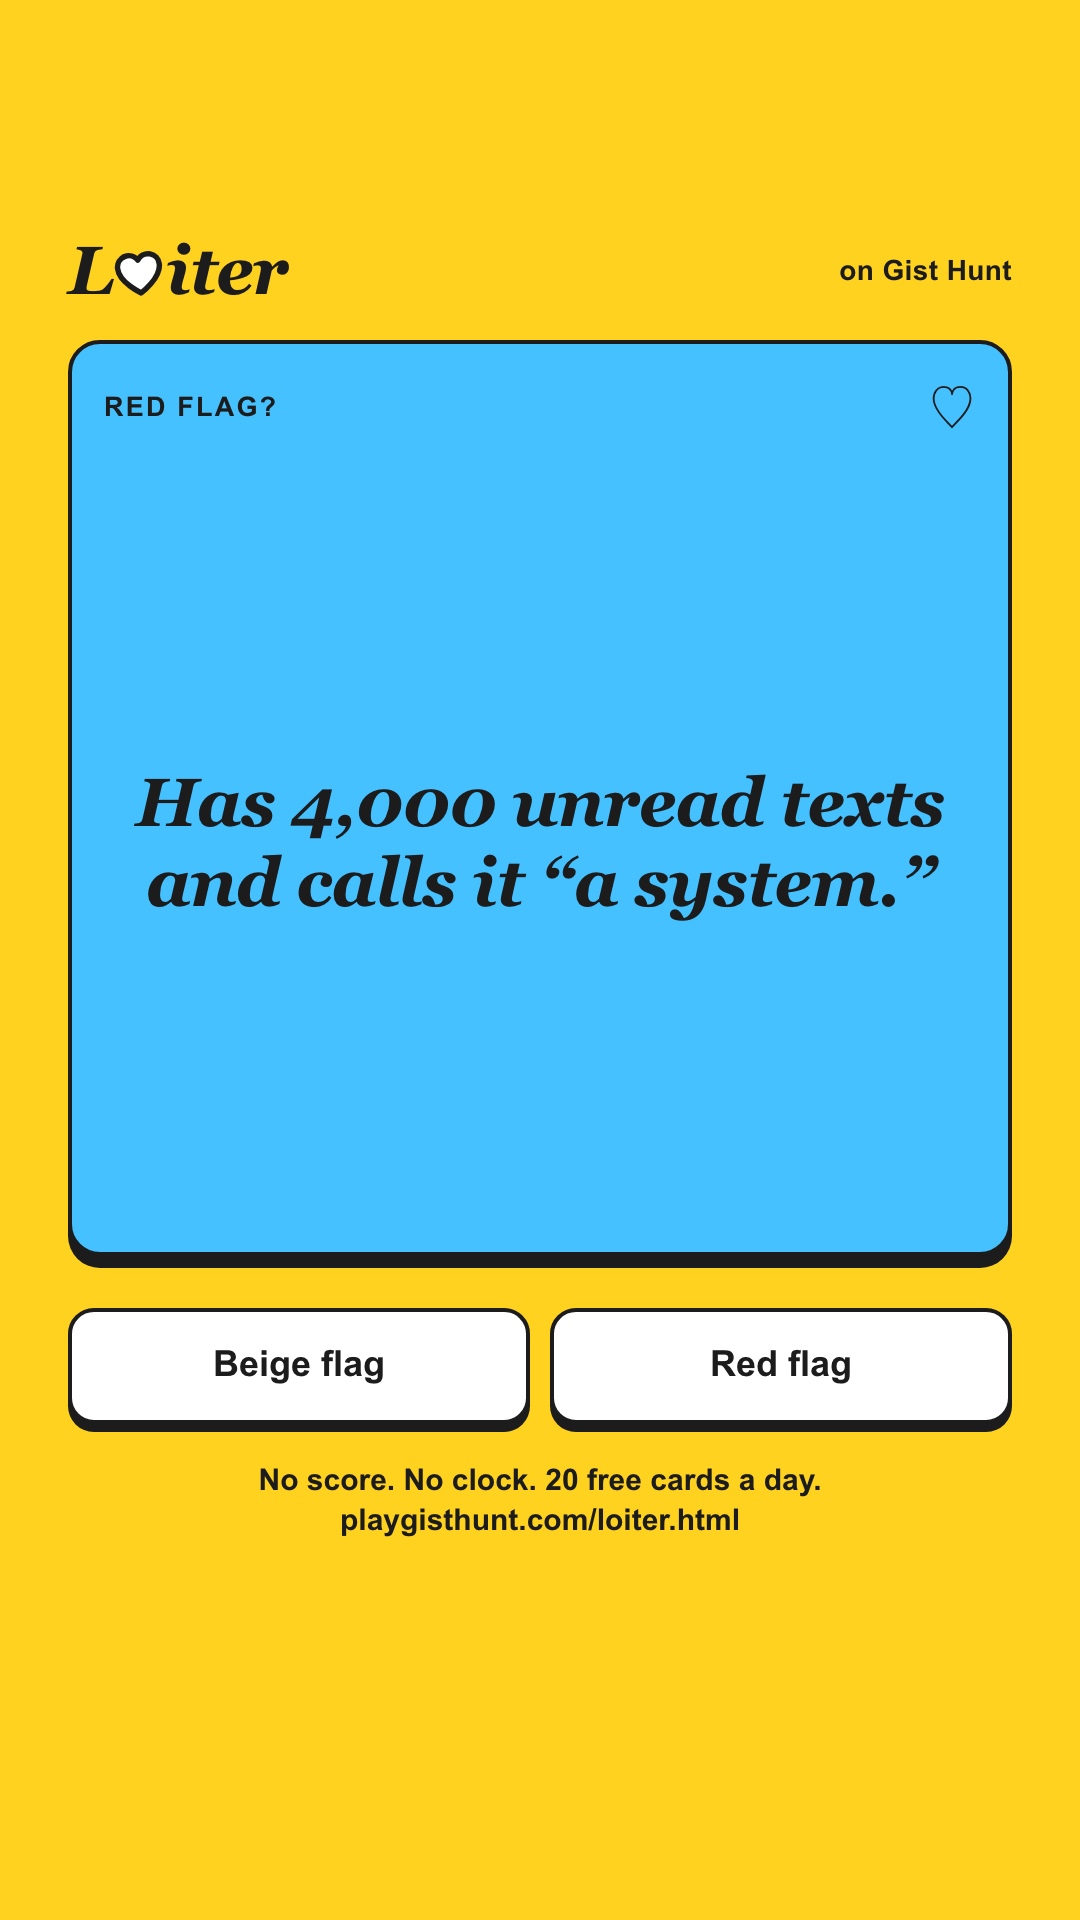 Loiter
on Gist Hunt
RED FLAG?
Has 4,000 unread texts
and calls it “a system.”
Beige flag
Red flag
No score. No clock. 20 free cards a day.
playgisthunt.com/loiter.html